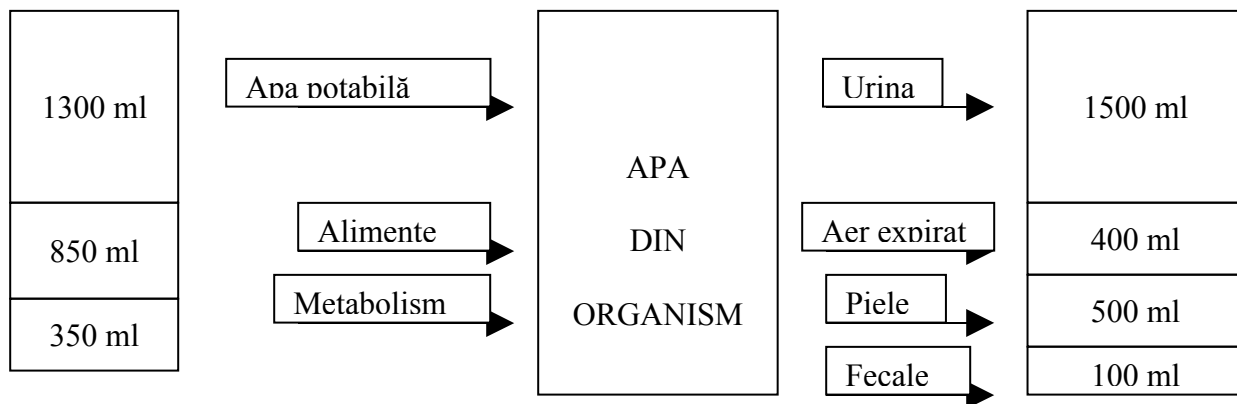 1300 ml
850 ml
350 ml
Apa potabilă
Alimente
Metabolism
APA
DIN
ORGANISM
Urina
Aer expirat
Piele
Fecale
1500 ml
400 ml
500 ml
100 ml